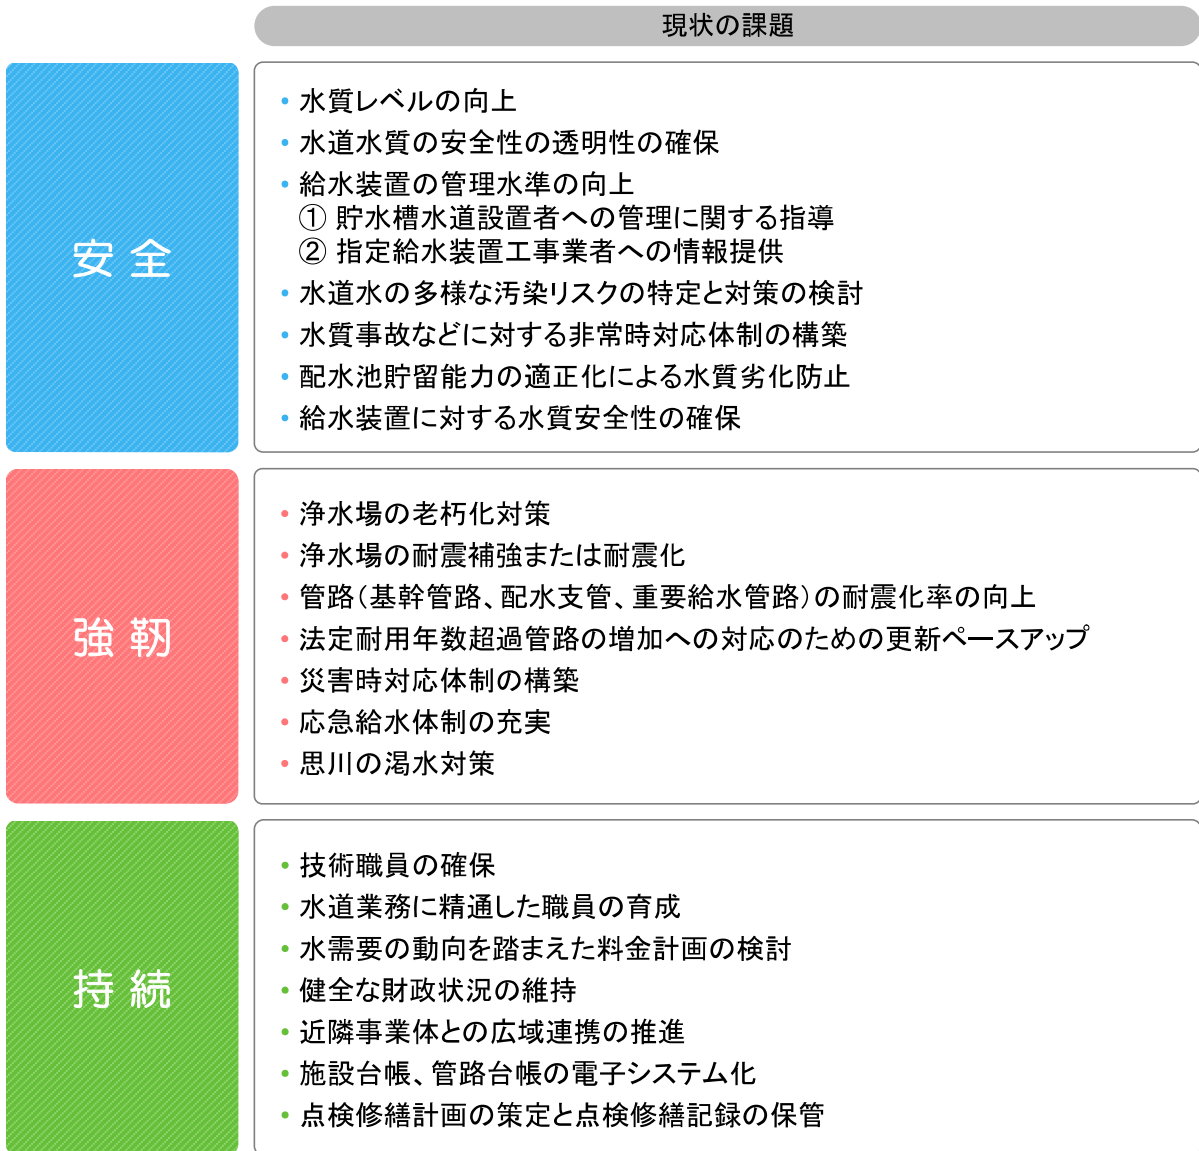 現状の課題
安全
・水質レベルの向上
・水道水質の安全性の透明性の確保
・給水装置の管理水準の向上
① 貯水槽水道設置者への管理に関する指導
② 指定給水装置工事業者への情報提供
・水道水の多様な汚染リスクの特定と対策の検討
・水質事故などに対する非常時対応体制の構築
・配水池貯留能力の適正化による水質劣化防止
・給水装置に対する水質安全性の確保
強靭
・浄水場の老朽化対策
・浄水場の耐震補強または耐震化
・管路（基幹管路、配水支管、重要給水管路）の耐震化率の向上
・法定耐用年数超過管路の増加への対応のための更新ペースアップ
・災害時対応体制の構築
・応急給水体制の充実
・思川の渇水対策
持続
・技術職員の確保
・水道業務に精通した職員の育成
・水需要の動向を踏まえた料金計画の検討
・健全な財政状況の維持
・近隣事業体との広域連携の推進
・施設台帳、管路台帳の電子システム化
・点検修繕計画の策定と点検修繕記録の保管